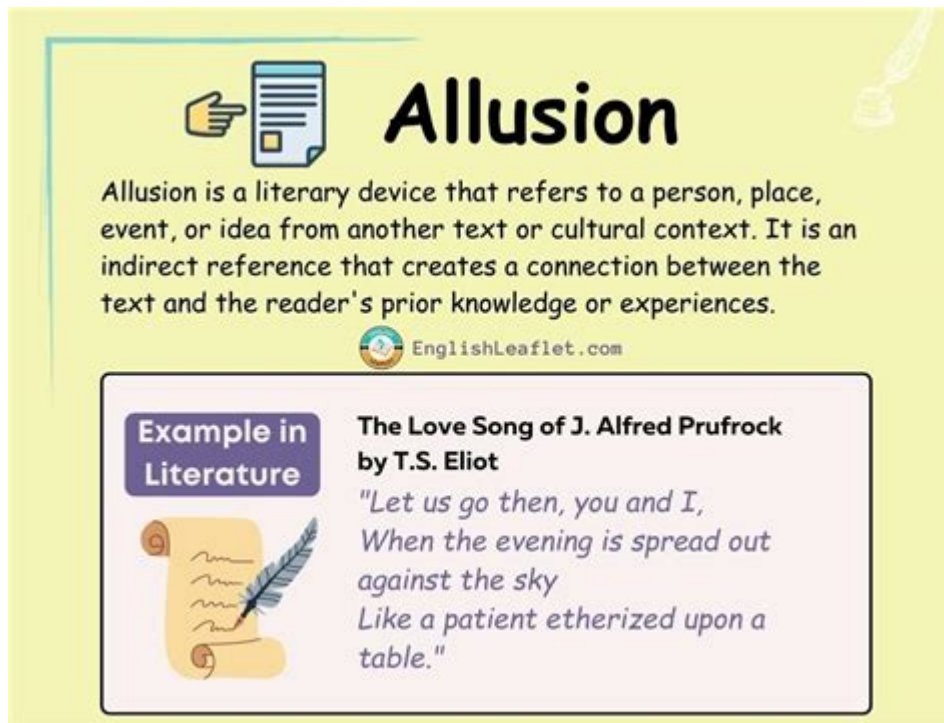 Allusion
Allusion is a literary device that refers to a person, place,
event, or idea from another text or cultural context. It is an
indirect reference that creates a connection between the
text and the reader's prior knowledge or experiences.
EnglishLeaflet.com
Example in
Literature
The Love Song of J. Alfred Prufrock
by T.S. Eliot
"Let us go then, you and I,
When the evening is spread out
against the sky
Like a patient etherized upon a
table."